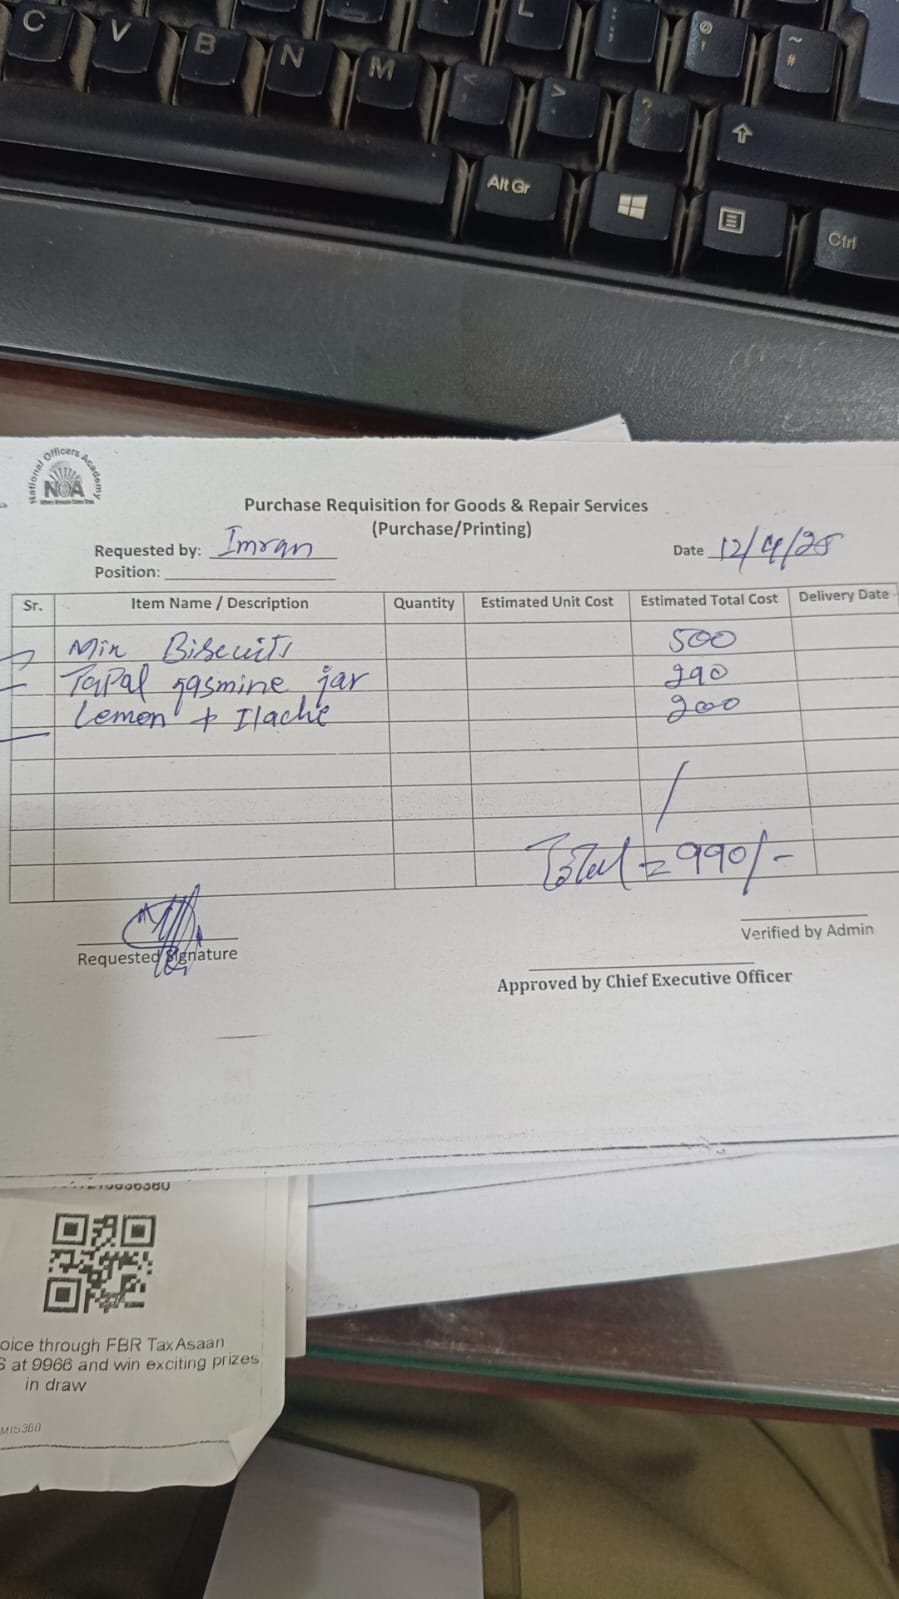 C V B N M L : ; @ ' ~ #
< , > . ? /
Alt Gr
Ctrl
National Officers Academy
NOA
Purchase Requisition for Goods & Repair Services
(Purchase/Printing)
Requested by: Imran
Date 12/4/25
Position:
Sr. Item Name / Description Quantity Estimated Unit Cost Estimated Total Cost Delivery Date
Mix Biscuits 500
Tapal Jasmine jar 290
Lemon + Ilache 200
Total = 990/-
Requested Signature
Verified by Admin
Approved by Chief Executive Officer
oice through FBR TaxAsaan
S at 9966 and win exciting prizes
in draw